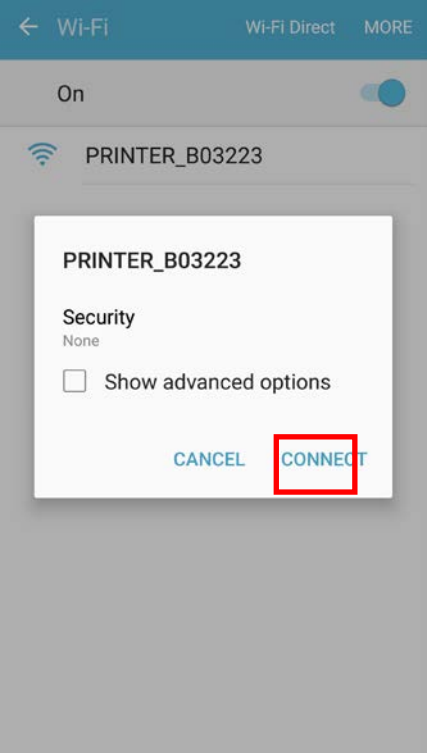 Wi-Fi Wi-Fi Direct MORE
On
PRINTER_B03223
PRINTER_B03223
Security
None
Show advanced options
CANCEL CONNECT